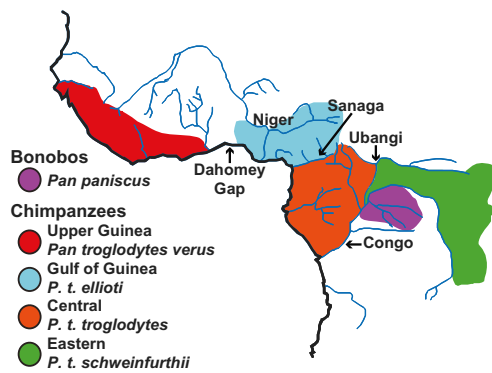 Niger
Sanaga
Ubangi
Dahomey
Gap
Congo
Bonobos
Pan paniscus
Chimpanzees
Upper Guinea
Pan troglodytes verus
Gulf of Guinea
P. t. ellioti
Central
P. t. troglodytes
Eastern
P. t. schweinfurthii